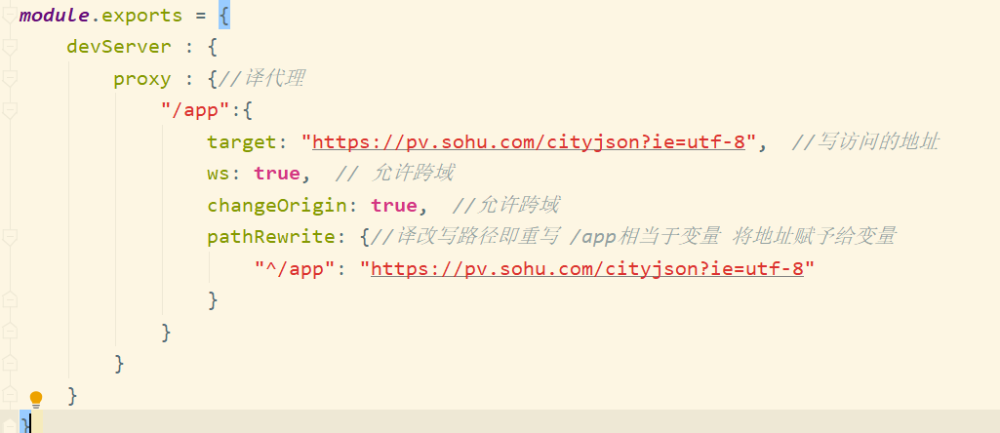 module.exports = {
devServer : {
proxy : {//译代理
"/app":{
target: "https://pv.sohu.com/cityjson?ie=utf-8",  //写访问的地址
ws: true,  // 允许跨域
changeOrigin: true,  //允许跨域
pathRewrite: {//译改写路径即重写 /app相当于变量 将地址赋予给变量
"^/app": "https://pv.sohu.com/cityjson?ie=utf-8"
}
}
}
}
}